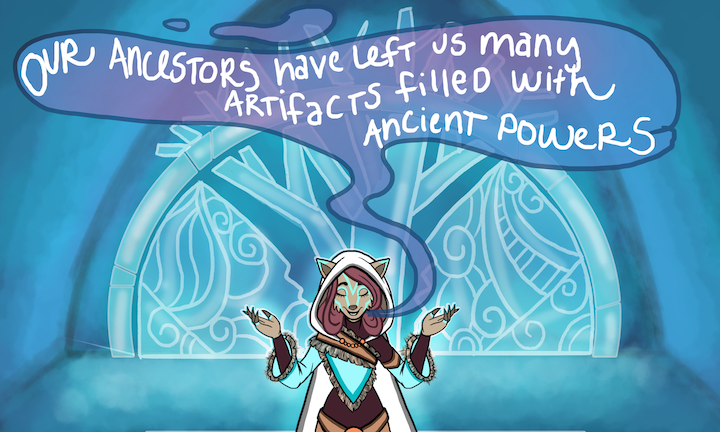 OUR ANCESTORS have LEFT US many
ARTifACTS filleD with
ANCIENT POWERS